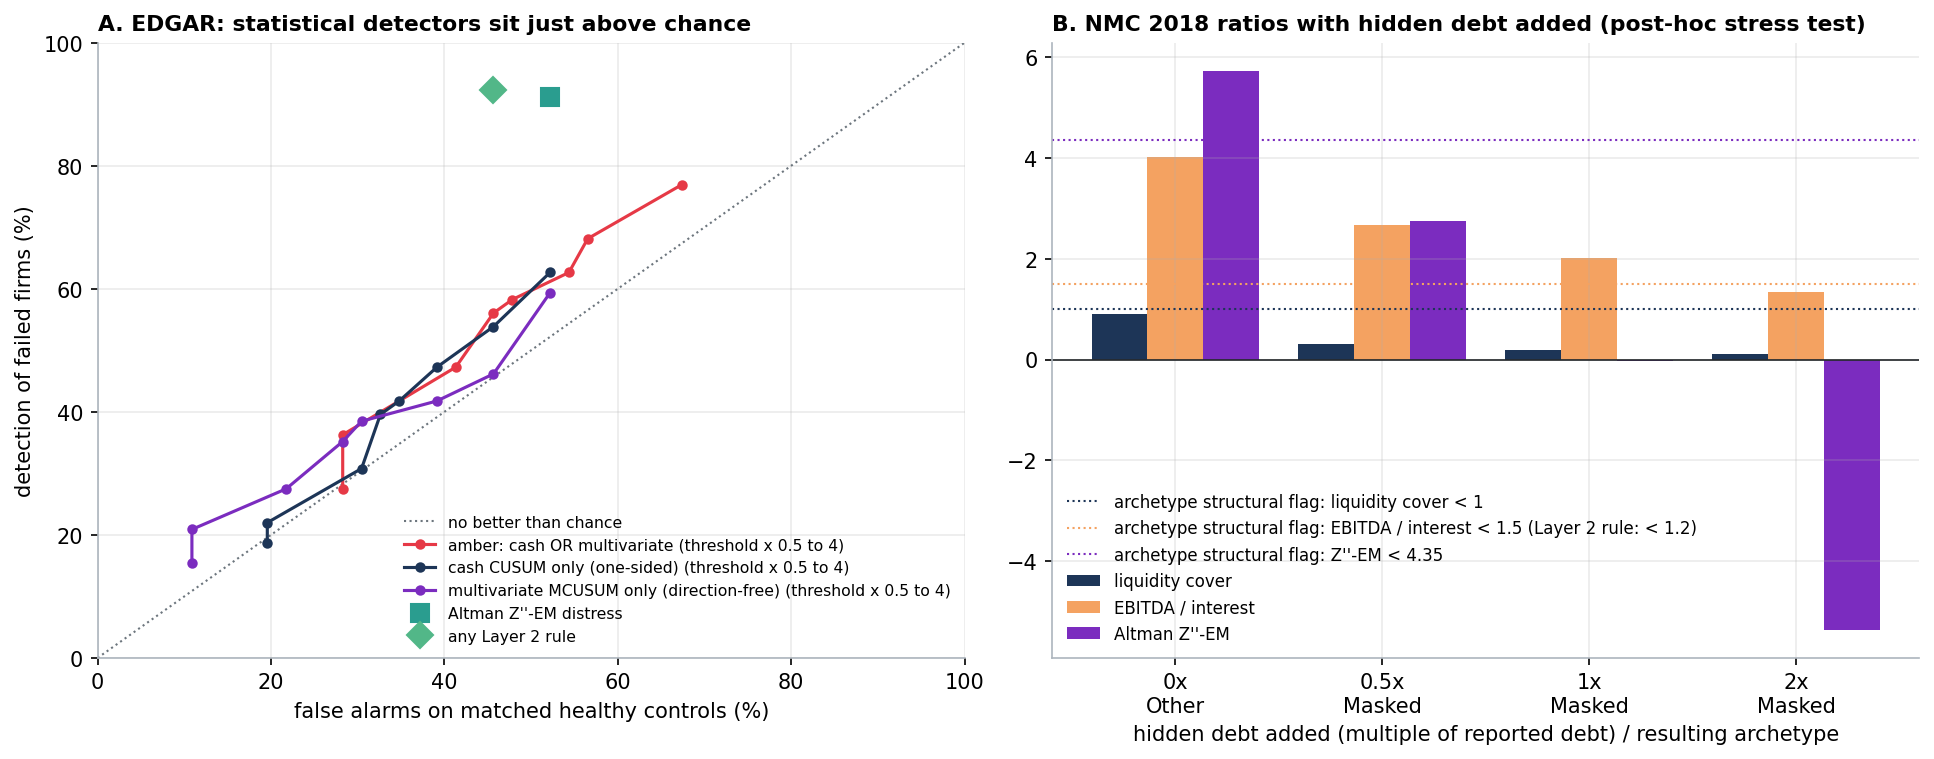 A. EDGAR: statistical detectors sit just above chance
100
80
60
40
20
0
detection of failed firms (%)
no better than chance
amber: cash OR multivariate (threshold x 0.5 to 4)
cash CUSUM only (one-sided) (threshold x 0.5 to 4)
multivariate MCUSUM only (direction-free) (threshold x 0.5 to 4)
Altman Z''-EM distress
any Layer 2 rule
0 20 40 60 80 100
false alarms on matched healthy controls (%)
B. NMC 2018 ratios with hidden debt added (post-hoc stress test)
6
4
2
0
−2
−4
archetype structural flag: liquidity cover < 1
archetype structural flag: EBITDA / interest < 1.5 (Layer 2 rule: < 1.2)
archetype structural flag: Z''-EM < 4.35
liquidity cover
EBITDA / interest
Altman Z''-EM
0x 0.5x 1x 2x
Other Masked Masked Masked
hidden debt added (multiple of reported debt) / resulting archetype